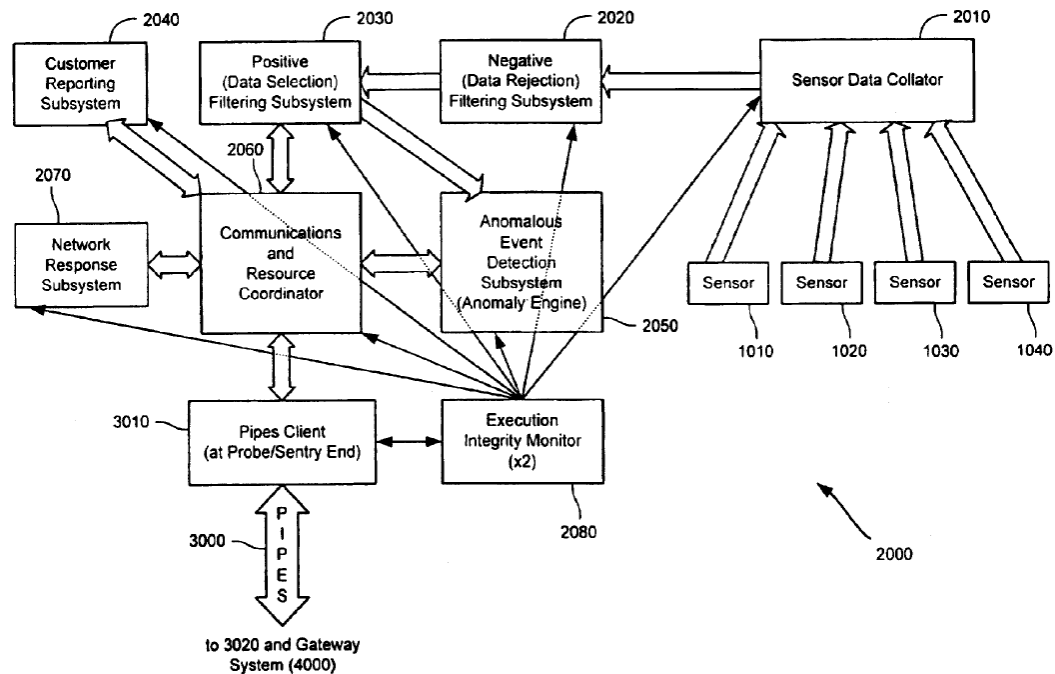 2040
2030
2020
2010
Customer
Reporting
Subsystem
Positive
(Data Selection)
Filtering Subsystem
Negative
(Data Rejection)
Filtering Subsystem
Sensor Data Collator
2060
2070
Network
Response
Subsystem
Communications
and
Resource
Coordinator
Anomalous
Event
Detection
Subsystem
(Anomaly Engine)
2050
Sensor
Sensor
Sensor
Sensor
1010
1020
1030
1040
3010
Pipes Client
(at Probe/Sentry End)
Execution
Integrity Monitor
(x2)
2080
3000
PIPES
2000
to 3020 and Gateway
System (4000)